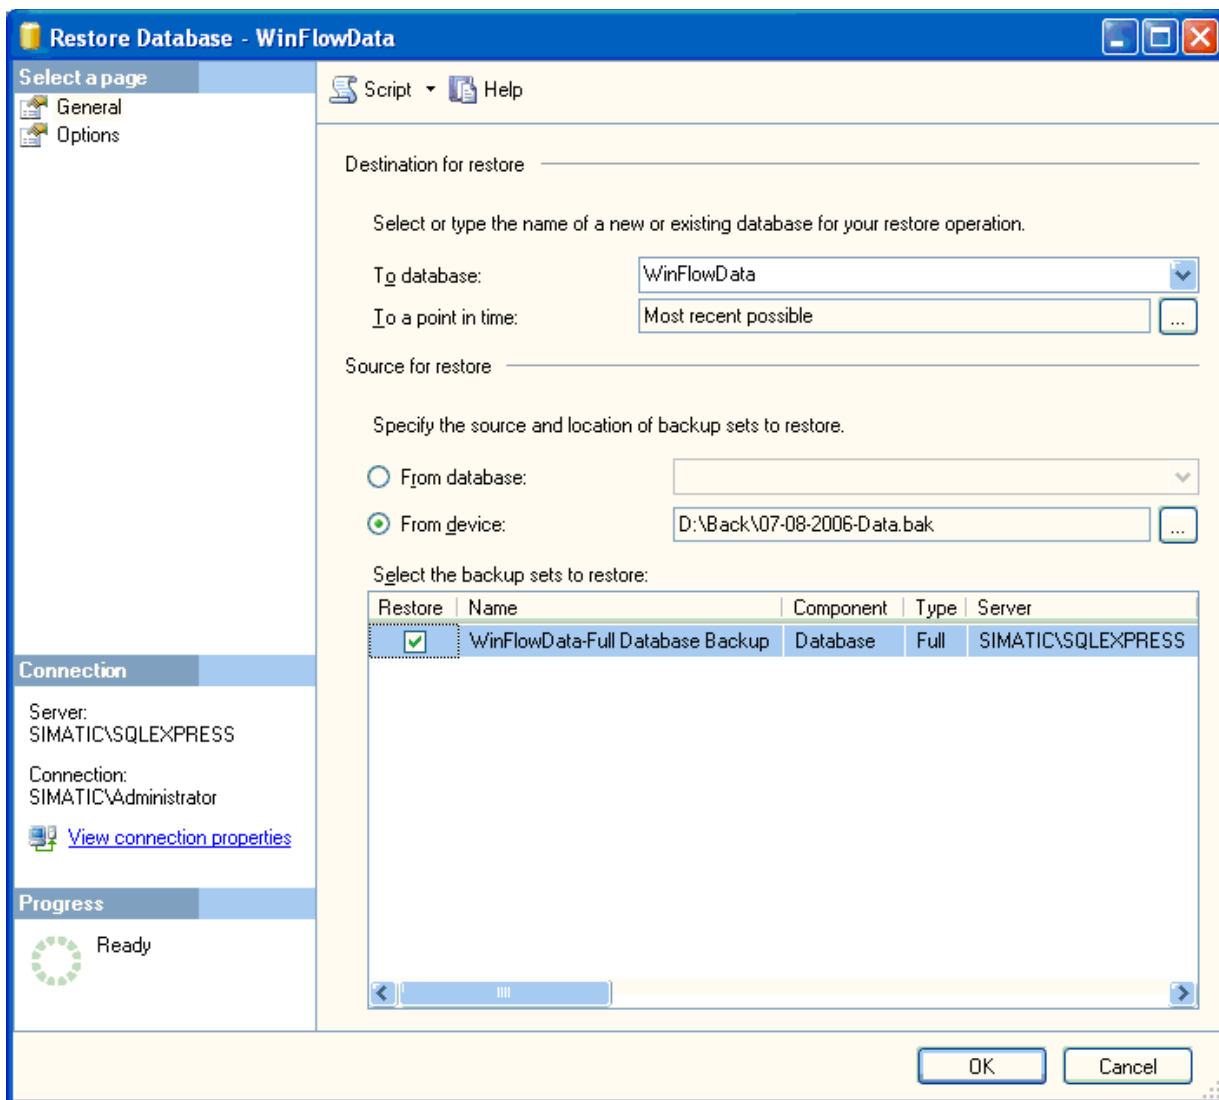 Restore Database - WinFlowData
Select a page
General
Options
Script Help
Destination for restore
Select or type the name of a new or existing database for your restore operation.
To database: WinFlowData
To a point in time: Most recent possible ...
Source for restore
Specify the source and location of backup sets to restore.
From database:
From device: D:\Back\07-08-2006-Data.bak ...
Select the backup sets to restore:
Restore Name Component Type Server
WinFlowData-Full Database Backup Database Full SIMATIC\SQLEXPRESS
Connection
Server:
SIMATIC\SQLEXPRESS
Connection:
SIMATIC\Administrator
View connection properties
Progress
Ready
OK Cancel